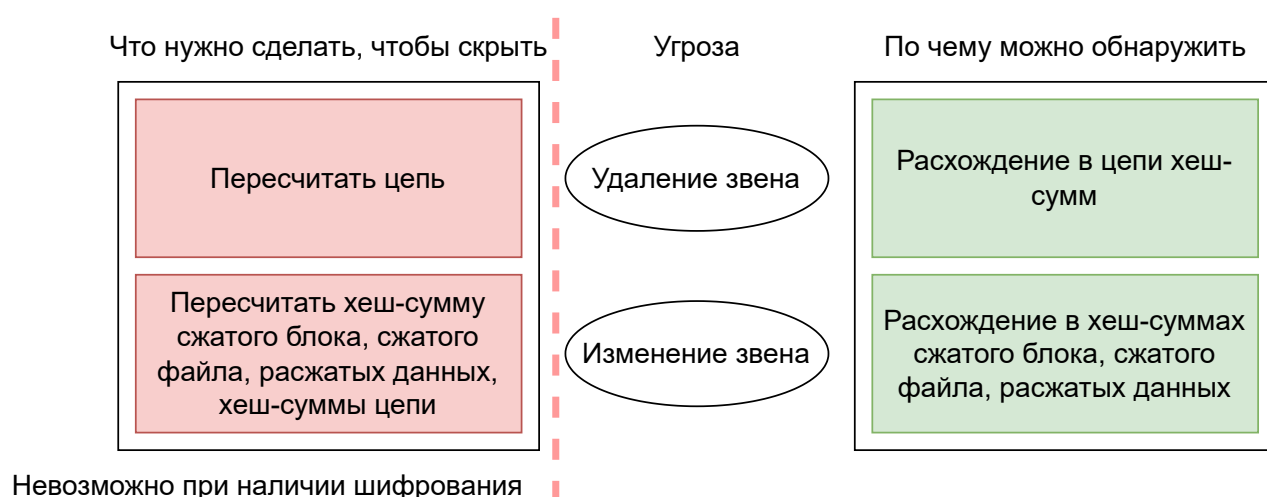 Что нужно сделать, чтобы скрыть
Угроза
По чему можно обнаружить
Пересчитать цепь
Удаление звена
Расхождение в цепи хеш-
сумм
Пересчитать хеш-сумму
сжатого блока, сжатого
файла, расжатых данных,
хеш-суммы цепи
Изменение звена
Расхождение в хеш-суммах
сжатого блока, сжатого
файла, расжатых данных
Невозможно при наличии шифрования